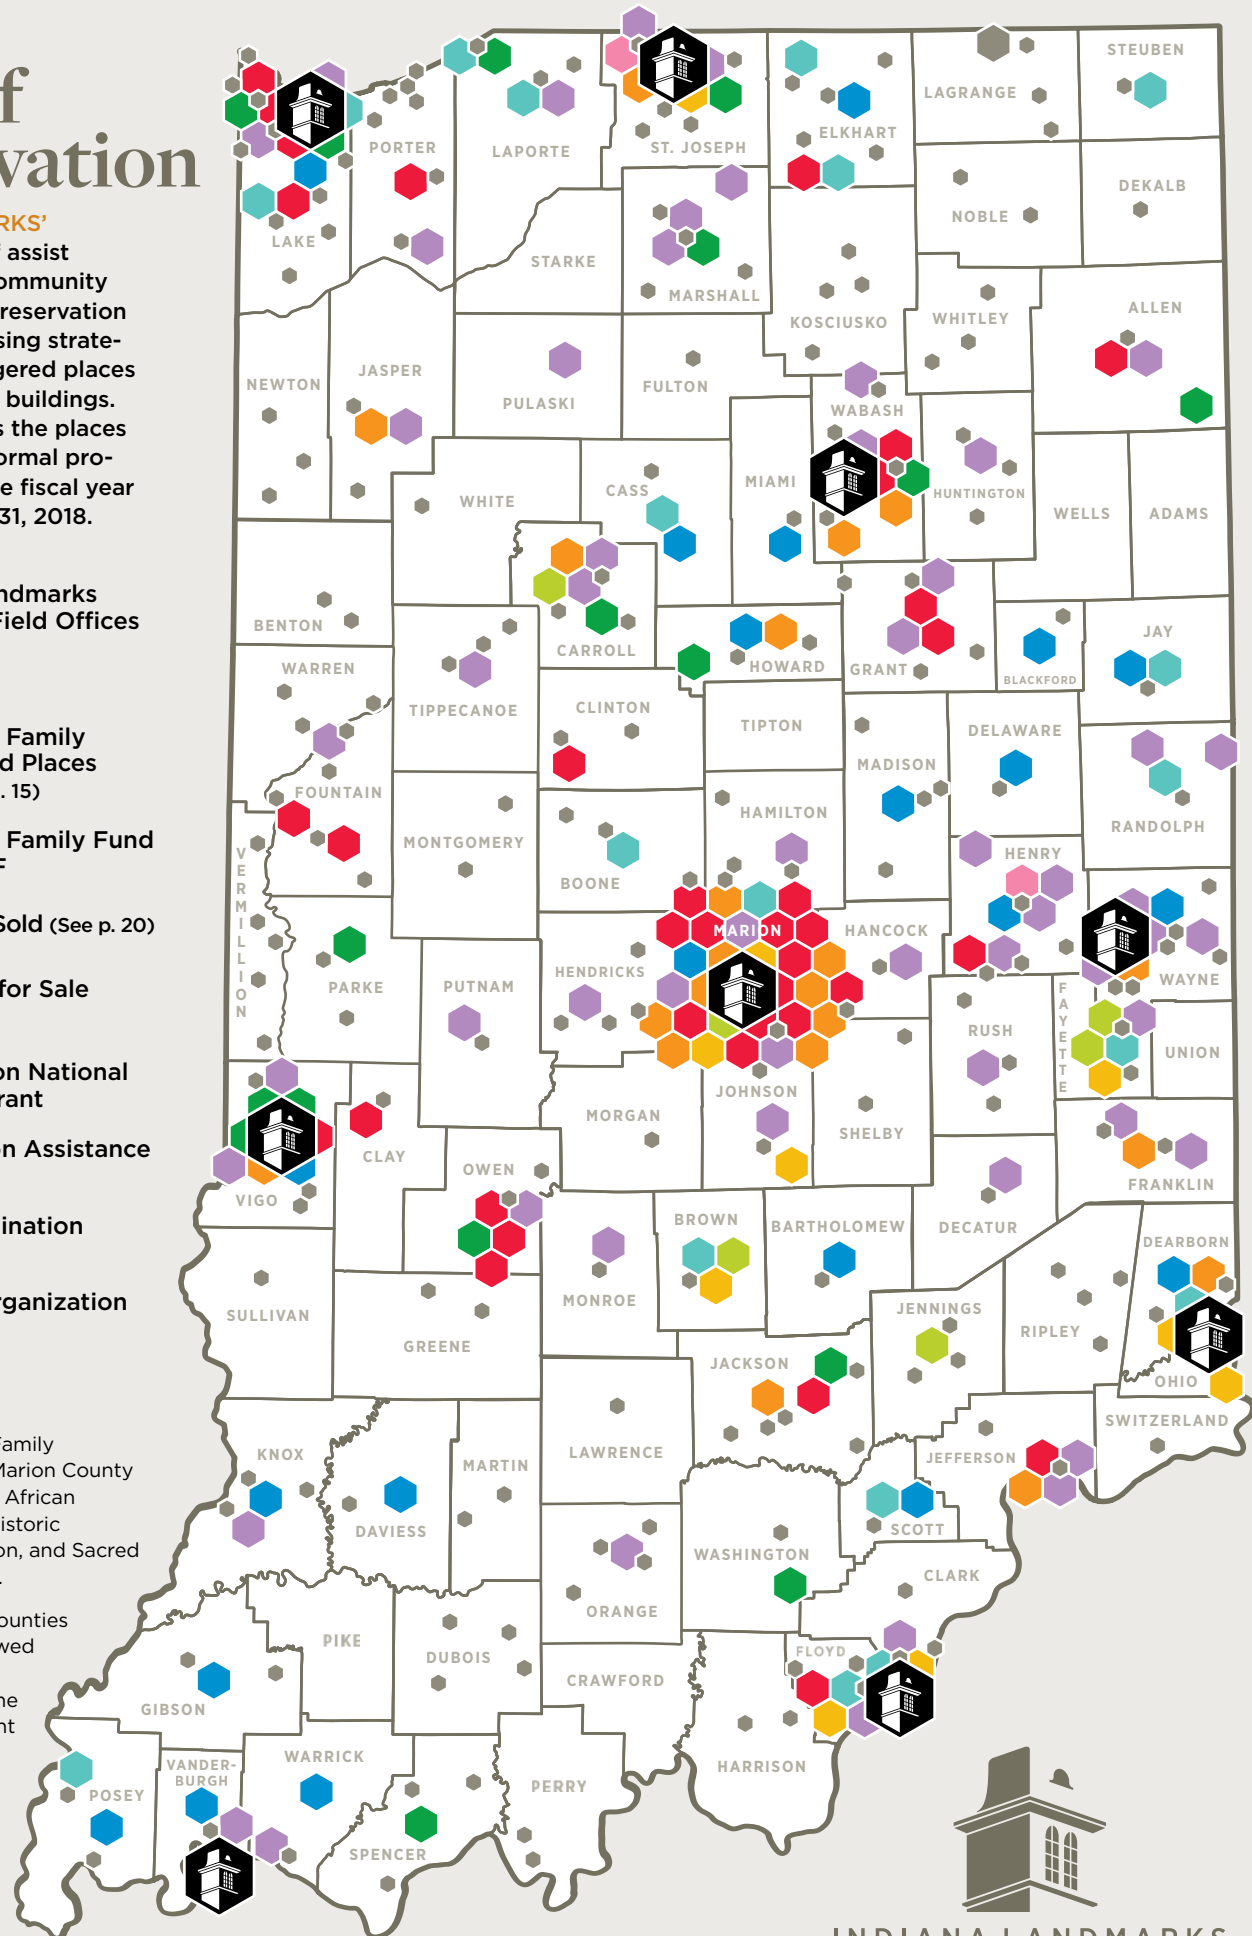 f
vation
RKS'
f assist
ommunity
reservation
sing strate-
gered places
buildings.
s the places
ormal pro-
e fiscal year
31, 2018.
ndmarks
Field Offices
Family
d Places
. 15)
Family Fund
F
Sold (See p. 20)
for Sale
on National
rant
on Assistance
ination
rganization
Family
Marion County
African
istoric
on, and Sacred
.
ounties
wed
ne
nt
LAKE
PORTER
LAPORTE
ST. JOSEPH
ELKHART
LAGRANGE
STEUBEN
NOBLE
DEKALB
STARKE
MARSHALL
KOSCIUSKO
WHITLEY
ALLEN
NEWTON
JASPER
PULASKI
FULTON
WABASH
MIAMI
HUNTINGTON
WELLS
ADAMS
WHITE
CASS
BENTON
CARROLL
HOWARD
GRANT
BLACKFORD
JAY
WARREN
TIPPECANOE
CLINTON
TIPTON
MADISON
DELAWARE
RANDOLPH
FOUNTAIN
MONTGOMERY
BOONE
HAMILTON
HENRY
VERMILLION
PARKE
PUTNAM
HENDRICKS
MARION
HANCOCK
WAYNE
RUSH
FAYETTE
UNION
VIGO
CLAY
OWEN
MORGAN
JOHNSON
SHELBY
DECATUR
FRANKLIN
SULLIVAN
GREENE
MONROE
BROWN
BARTHOLOMEW
JENNINGS
RIPLEY
DEARBORN
OHIO
SWITZERLAND
JACKSON
LAWRENCE
JEFFERSON
KNOX
DAVIESS
MARTIN
SCOTT
WASHINGTON
CLARK
ORANGE
FLOYD
PIKE
DUBOIS
CRAWFORD
HARRISON
GIBSON
POSEY
VANDER-
BURGH
WARRICK
SPENCER
PERRY
INDIANA LANDMARKS